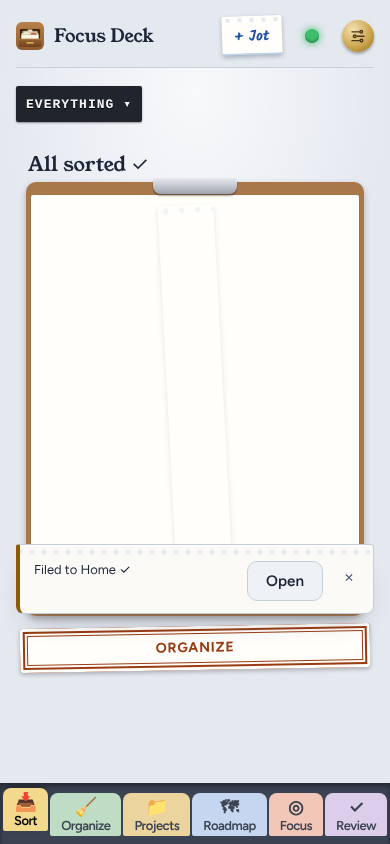 Focus Deck
+ Jot
EVERYTHING ▾
All sorted ✓
Filed to Home ✓
Open
×
ORGANIZE
Sort
Organize
Projects
Roadmap
Focus
Review